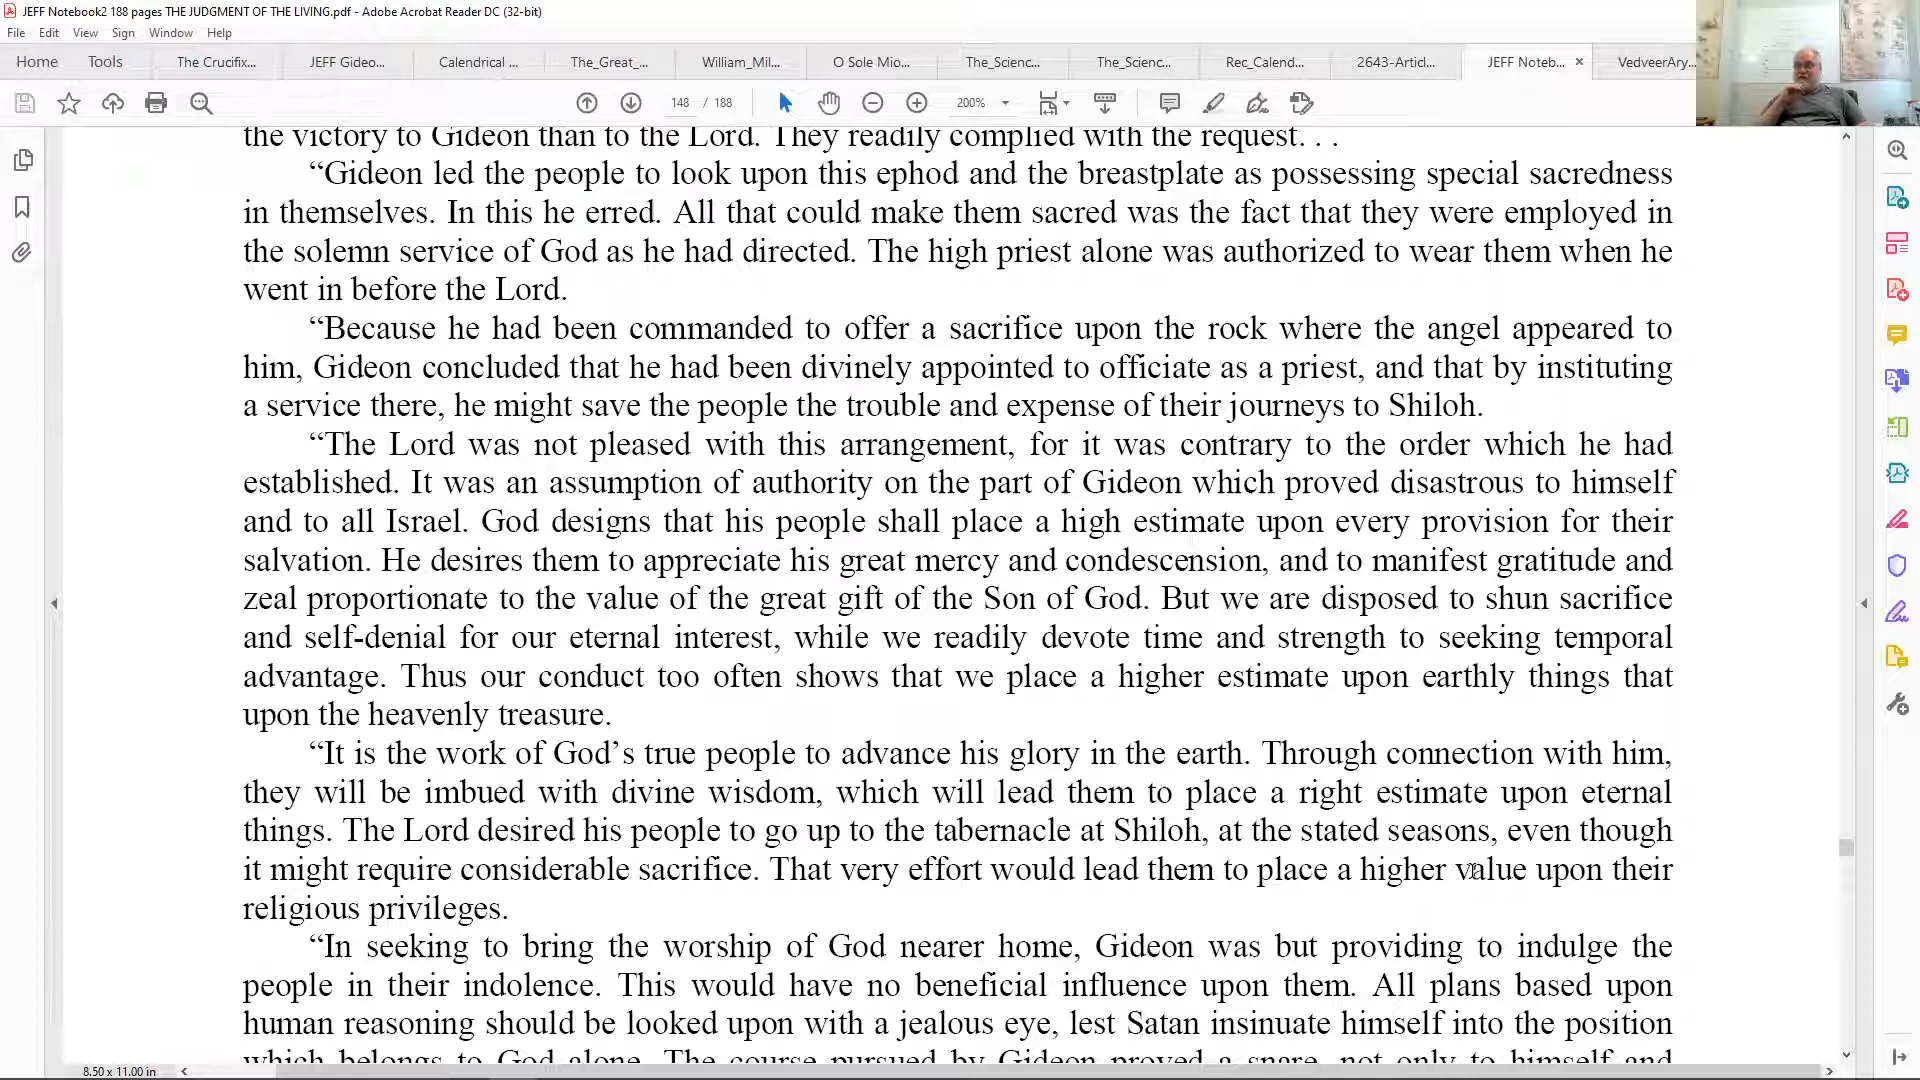 JEFF Notebook2 188 pages THE JUDGMENT OF THE LIVING.pdf - Adobe Acrobat Reader DC (32-bit)
File Edit View Sign Window Help
Home Tools The Crucifix... JEFF Gideo... Calendrical ... The_Great_... William_Mil... O Sole Mio... The_Scienc... The_Scienc... Rec_Calend... 2643-Articl... JEFF Noteb... × VedveerAry...
148 / 188 200%
the victory to Gideon than to the Lord. They readily complied with the request. . .
“Gideon led the people to look upon this ephod and the breastplate as possessing special sacredness
in themselves. In this he erred. All that could make them sacred was the fact that they were employed in
the solemn service of God as he had directed. The high priest alone was authorized to wear them when he
went in before the Lord.
“Because he had been commanded to offer a sacrifice upon the rock where the angel appeared to
him, Gideon concluded that he had been divinely appointed to officiate as a priest, and that by instituting
a service there, he might save the people the trouble and expense of their journeys to Shiloh.
“The Lord was not pleased with this arrangement, for it was contrary to the order which he had
established. It was an assumption of authority on the part of Gideon which proved disastrous to himself
and to all Israel. God designs that his people shall place a high estimate upon every provision for their
salvation. He desires them to appreciate his great mercy and condescension, and to manifest gratitude and
zeal proportionate to the value of the great gift of the Son of God. But we are disposed to shun sacrifice
and self-denial for our eternal interest, while we readily devote time and strength to seeking temporal
advantage. Thus our conduct too often shows that we place a higher estimate upon earthly things that
upon the heavenly treasure.
“It is the work of God’s true people to advance his glory in the earth. Through connection with him,
they will be imbued with divine wisdom, which will lead them to place a right estimate upon eternal
things. The Lord desired his people to go up to the tabernacle at Shiloh, at the stated seasons, even though
it might require considerable sacrifice. That very effort would lead them to place a higher value upon their
religious privileges.
“In seeking to bring the worship of God nearer home, Gideon was but providing to indulge the
people in their indolence. This would have no beneficial influence upon them. All plans based upon
human reasoning should be looked upon with a jealous eye, lest Satan insinuate himself into the position
which belongs to God alone. The course pursued by Gideon proved a snare, not only to himself and
8.50 x 11.00 in